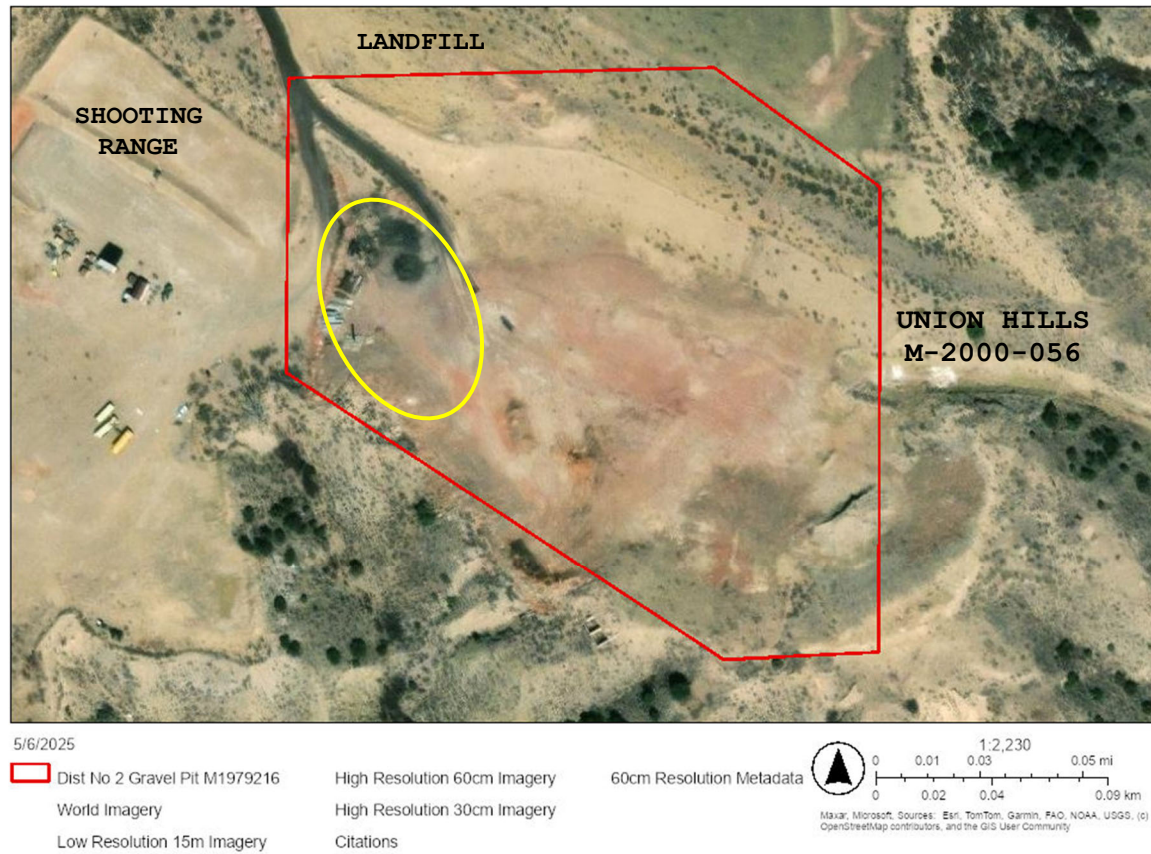 LANDFILL
SHOOTING
RANGE
UNION HILLS
M-2000-056
5/6/2025
Dist No 2 Gravel Pit M1979216
World Imagery
Low Resolution 15m Imagery
High Resolution 60cm Imagery
High Resolution 30cm Imagery
Citations
60cm Resolution Metadata
1:2,230
0 0.01 0.03 0.05 mi
0 0.02 0.04 0.09 km
Maxar, Microsoft, Sources: Esri, TomTom, Garmin, FAO, NOAA, USGS, (c)
OpenStreetMap contributors, and the GIS User Community